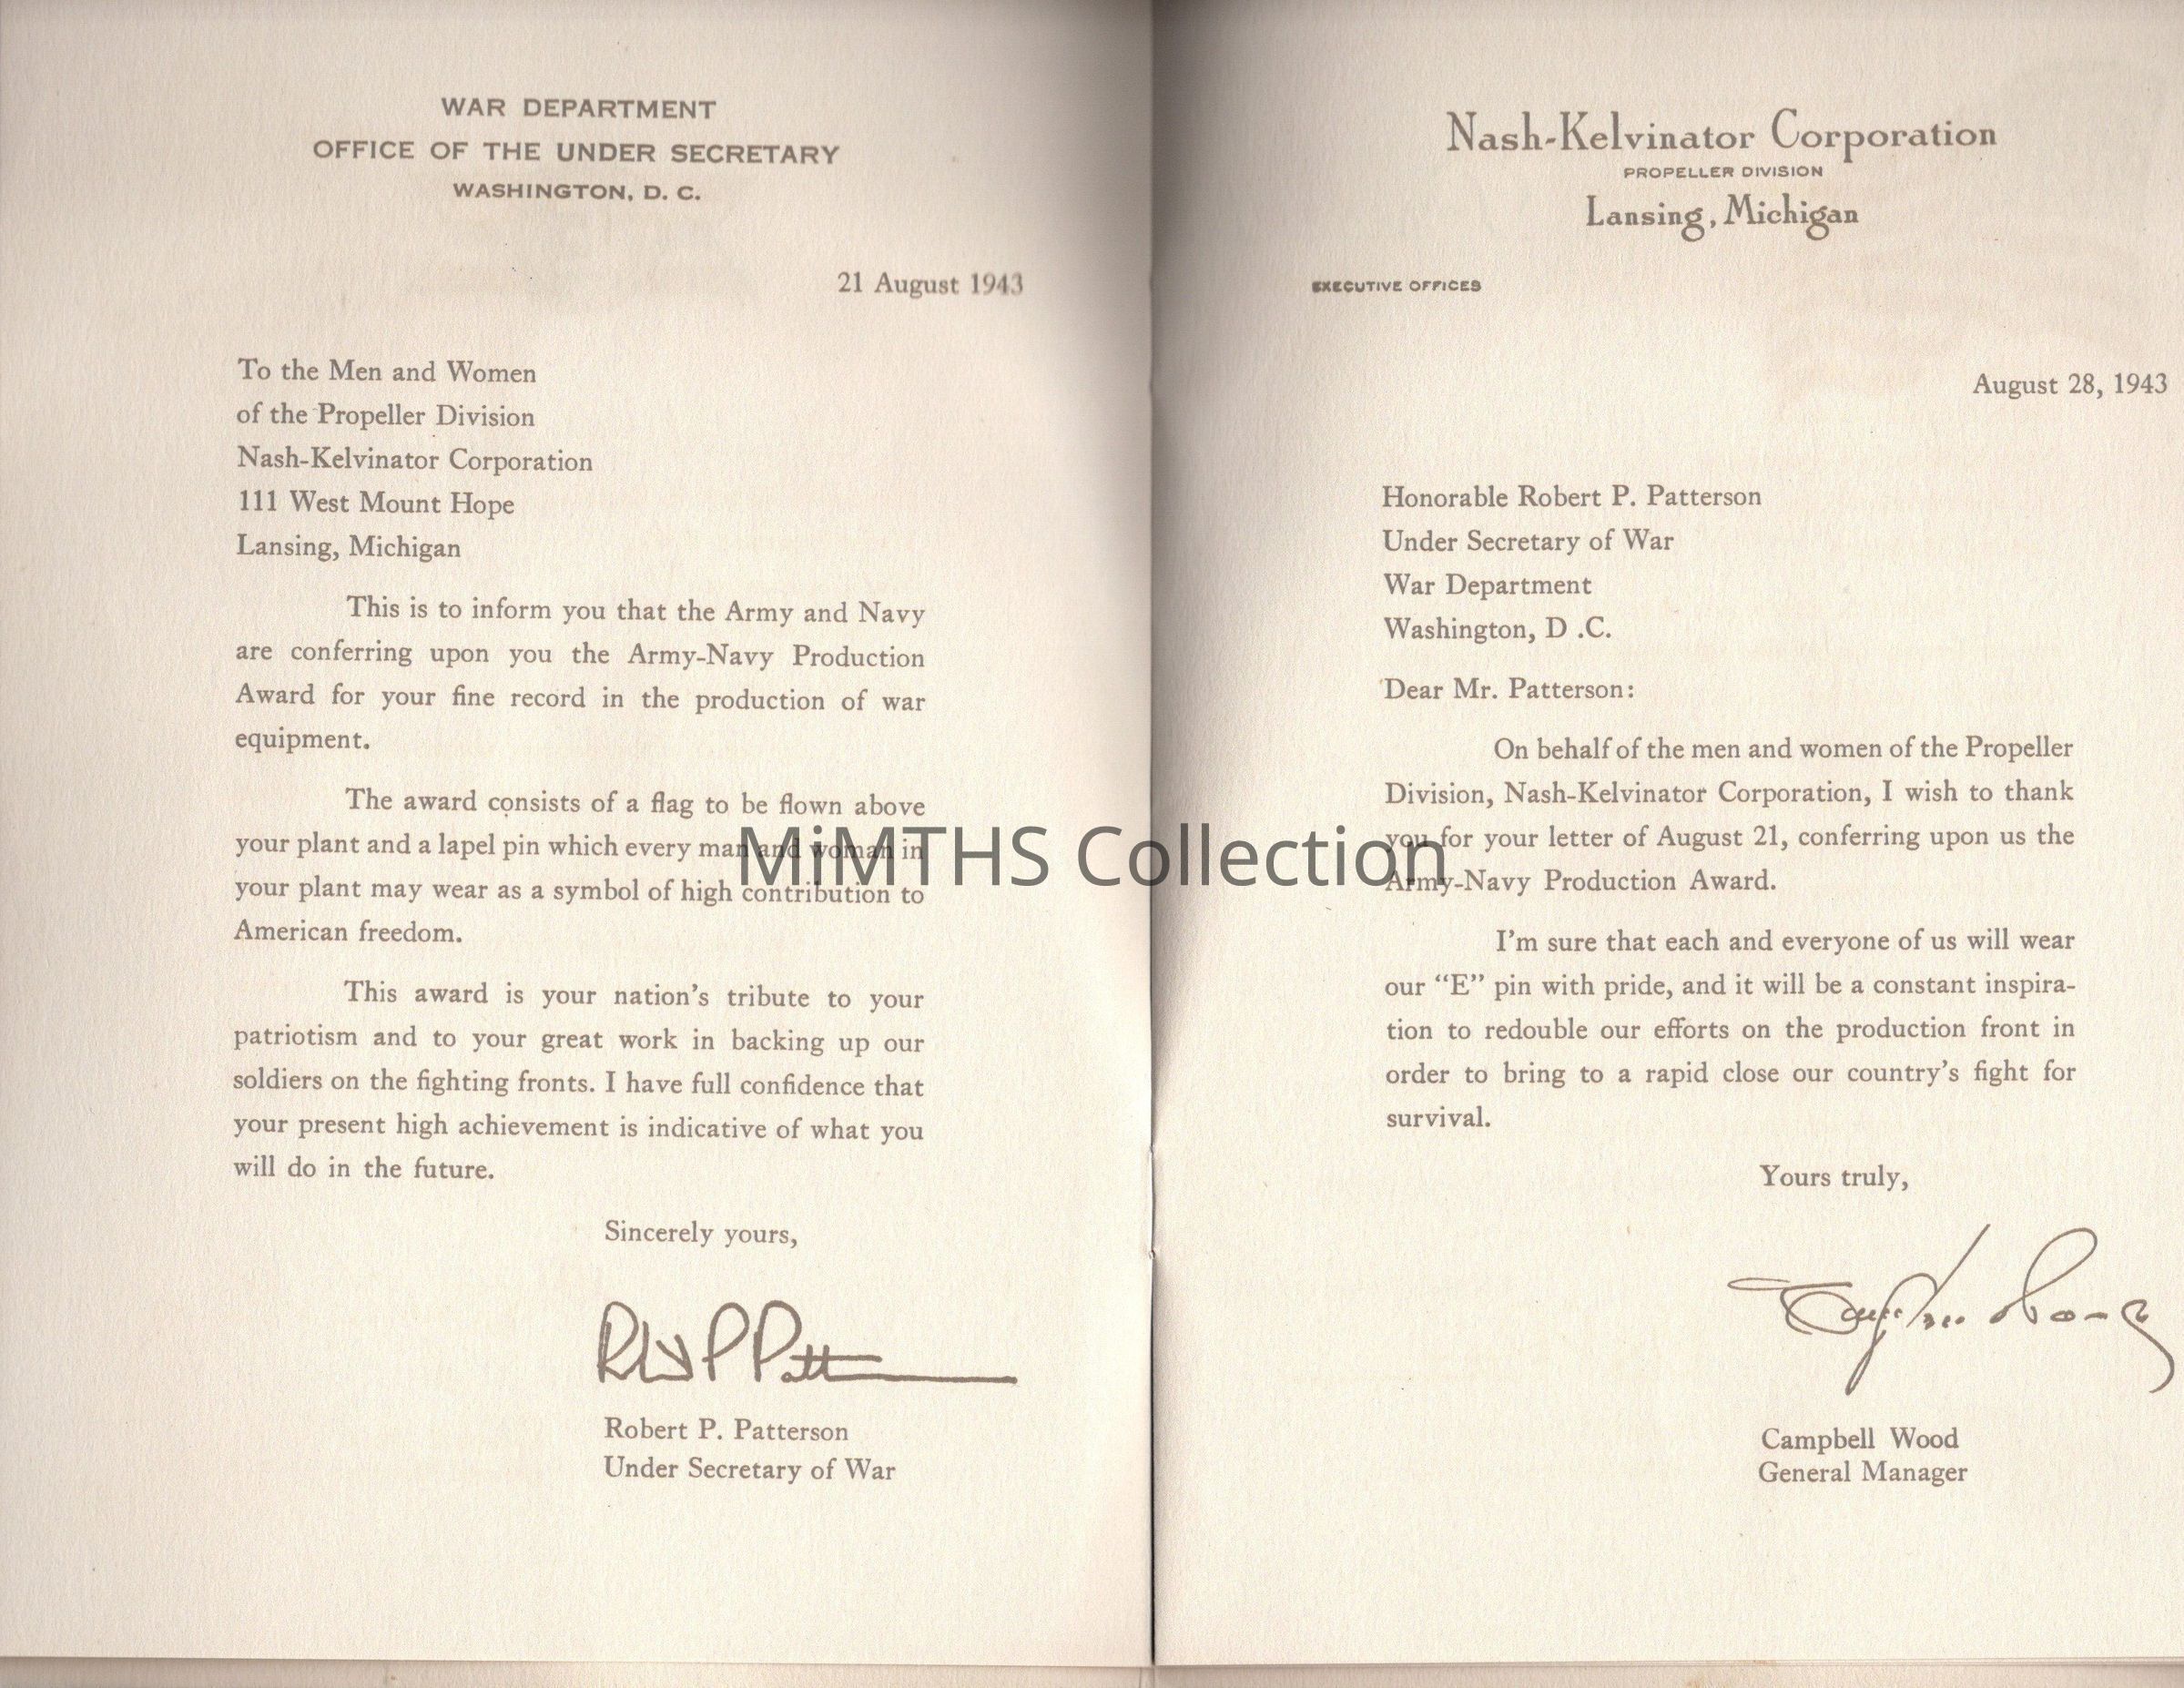 WAR DEPARTMENT
OFFICE OF THE UNDER SECRETARY
WASHINGTON, D. C.
21 August 1943
To the Men and Women
of the Propeller Division
Nash-Kelvinator Corporation
111 West Mount Hope
Lansing, Michigan
This is to inform you that the Army and Navy
are conferring upon you the Army-Navy Production
Award for your fine record in the production of war
equipment.
The award consists of a flag to be flown above
your plant and a lapel pin which every man and woman in
your plant may wear as a symbol of high contribution to
American freedom.
This award is your nation's tribute to your
patriotism and to your great work in backing up our
soldiers on the fighting fronts. I have full confidence that
your present high achievement is indicative of what you
will do in the future.
Sincerely yours,
Robert P. Patterson
Under Secretary of War
Nash-Kelvinator Corporation
PROPELLER DIVISION
Lansing, Michigan
EXECUTIVE OFFICES
August 28, 1943
Honorable Robert P. Patterson
Under Secretary of War
War Department
Washington, D .C.
Dear Mr. Patterson:
On behalf of the men and women of the Propeller
Division, Nash-Kelvinator Corporation, I wish to thank
you for your letter of August 21, conferring upon us the
Army-Navy Production Award.
I'm sure that each and everyone of us will wear
our "E" pin with pride, and it will be a constant inspira-
tion to redouble our efforts on the production front in
order to bring to a rapid close our country's fight for
survival.
Yours truly,
Campbell Wood
General Manager
MiMTHS Collection